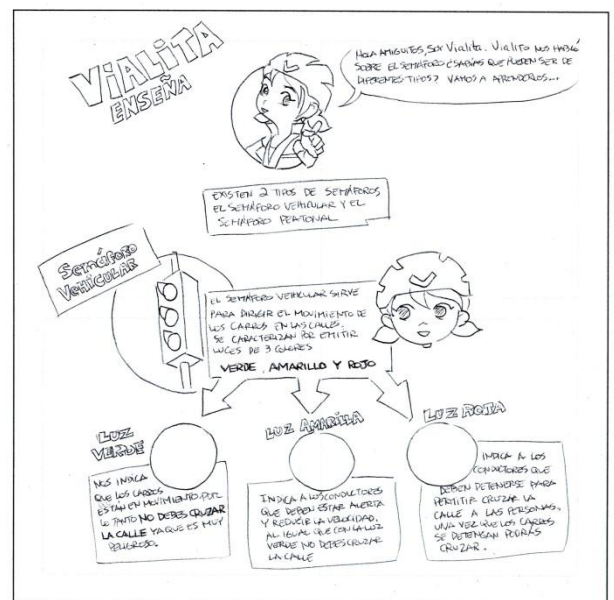 VIALITA
ENSEÑA
HOLA AMIGUITOS, SOY Vialita. Vialito NOS HABLÓ
SOBRE EL SEMÁFORO ¿SABÍAS QUE PUEDEN SER DE
DIFERENTES TIPOS? VAMOS A APRENDERLOS...
EXISTEN 2 TIPOS DE SEMÁFOROS
EL SEMÁFORO VEHICULAR Y EL
SEMÁFORO PEATONAL
SEMÁFORO
VEHICULAR
EL SEMÁFORO VEHICULAR SIRVE
PARA DIRIGIR EL MOVIMIENTO DE
LOS CARROS EN LAS CALLES.
SE CARACTERIZAN POR EMITIR
LUCES DE 3 COLORES
VERDE, AMARILLO Y ROJO
LUZ
VERDE
NOS INDICA
QUE LOS CARROS
ESTÁN EN MOVIMIENTO, POR
LO TANTO NO DEBES CRUZAR
LA CALLE YA QUE ES MUY
PELIGROSO.
LUZ AMARILLA
INDICA A LOS CONDUCTORES
QUE DEBEN ESTAR ALERTA
Y REDUCIR LA VELOCIDAD.
AL IGUAL QUE CON LA LUZ
VERDE NO DEBES CRUZAR
LA CALLE
LUZ ROJA
INDICA A LOS
CONDUCTORES QUE
DEBEN DETENERSE PARA
PERTITIR CRUZAR LA
CALLE A LAS PERSONAS,
UNA VEZ QUE LOS CARROS
SE DETENGAN PODRÁS
CRUZAR.